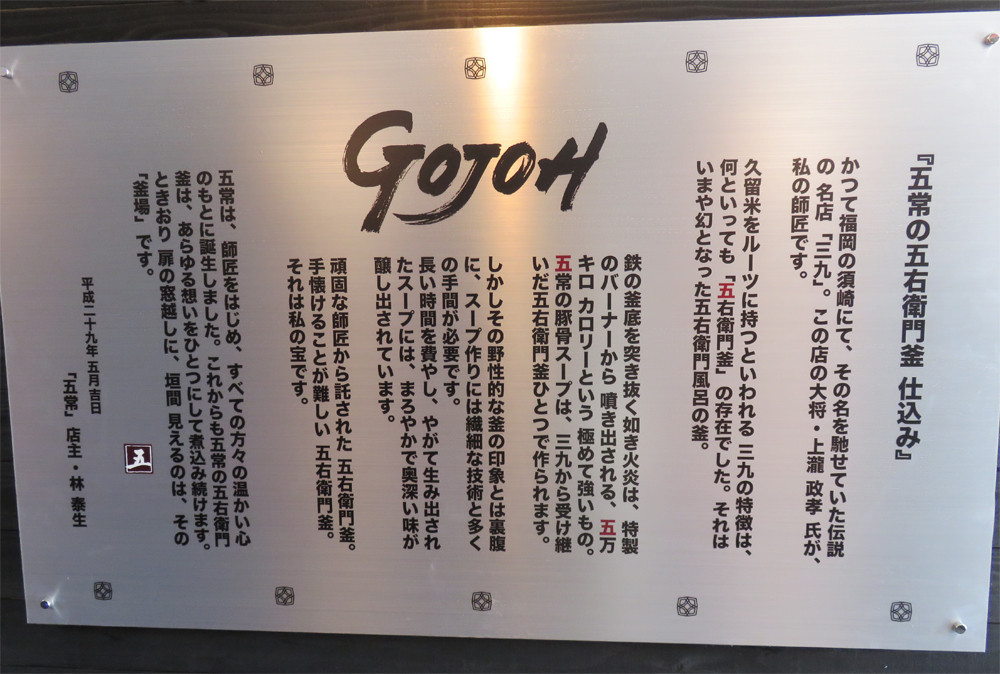 『五常の五右衛門釜 仕込み』
かつて福岡の須崎にて、その名を馳せていた伝説
の 名店「三九」。この店の大将・上瀧 政孝 氏が、
私の師匠です。
久留米をルーツに持つといわれる 三九の特徴は、
何といっても「五右衛門釜」の存在でした。それは
いまや幻となった五右衛門風呂の釜。
GOJOH
鉄の釜底を突き抜く如き火炎は、特製
のバーナーから 噴き出される、五万
キロ カロリーという 極めて強いもの。
五常の豚骨スープは、三九から受け継
いだ五右衛門釜ひとつで作られます。
しかしその野性的な釜の印象とは裏腹
に、スープ作りには繊細な技術と多く
の手間が必要です。
長い時間を費やし、やがて生み出され
たスープには、まろやかで奥深い味が
醸し出されています。
頑固な師匠から託された 五右衛門釜。
手懐けることが難しい 五右衛門釜。
それは私の宝です。
五常は、師匠をはじめ、すべての方々の温かい心
のもとに誕生しました。これからも五常の五右衛門
釜は、あらゆる想いをひとつにして煮込み続けます。
ときおり 扉の窓越しに、垣間 見えるのは、その
「釜場」です。
平成二十九年 五月 吉日
『五常』店主・林 泰生
五